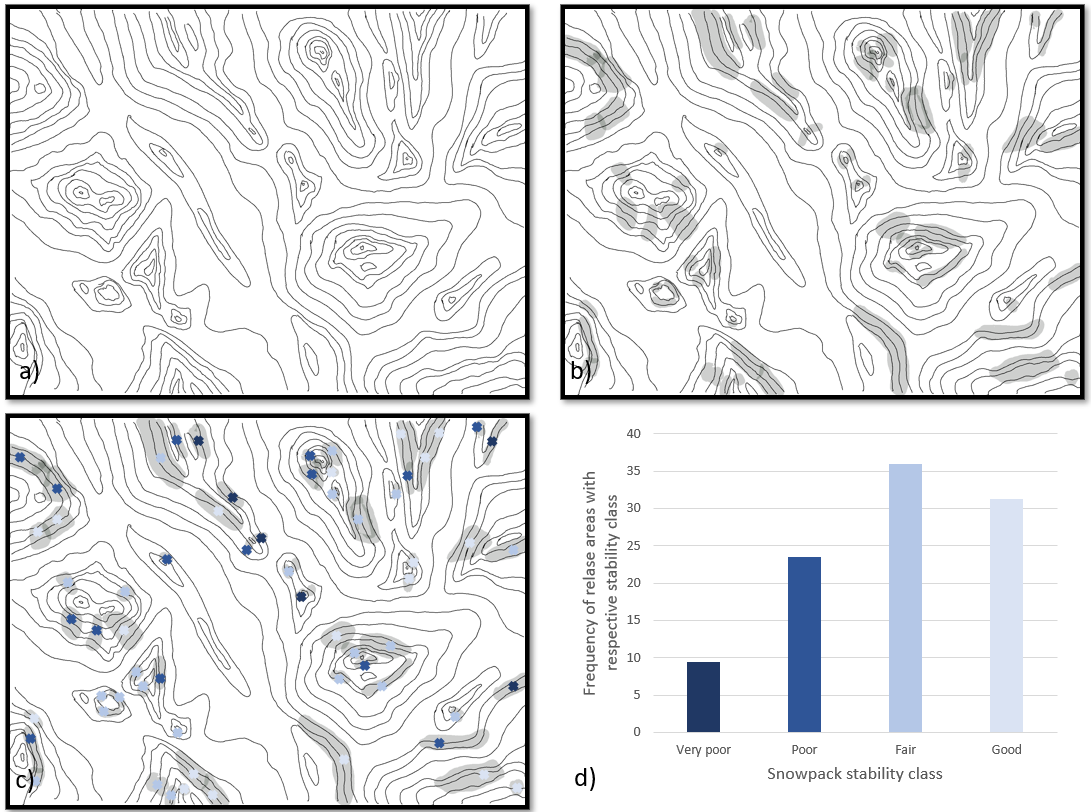 a)
b)
c)
40
35
30
25
20
15
10
5
0
Frequency of relase areas with
respective stability class
Very poor Poor Fair Good
Snowpack stability class
d)